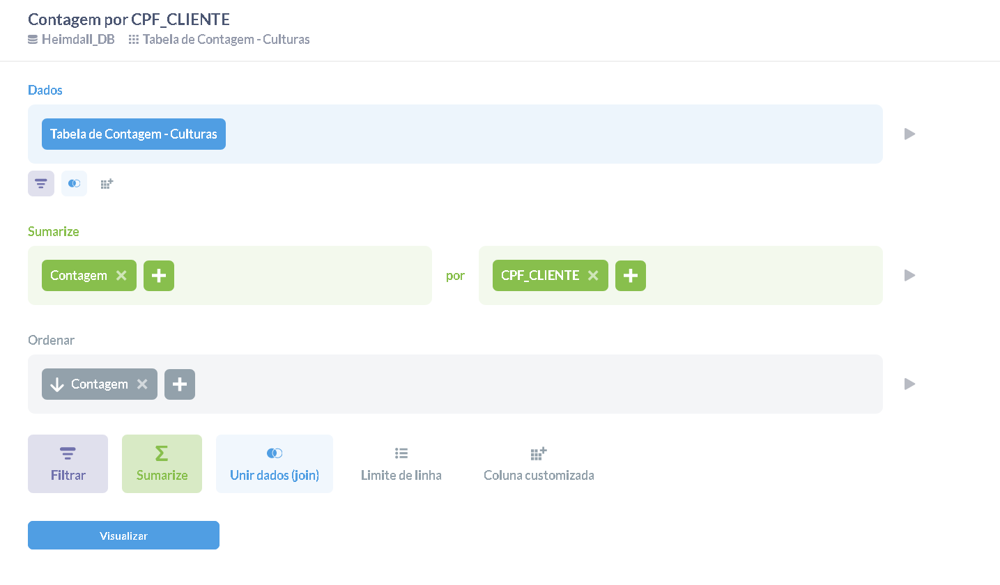 Contagem por CPF_CLIENTE
Heimdall_DB Tabela de Contagem - Culturas
Dados
Tabela de Contagem - Culturas
Sumarize
Contagem por CPF_CLIENTE
Ordenar
Contagem
Filtrar Sumarize Unir dados (join) Limite de linha Coluna customizada
Visualizar